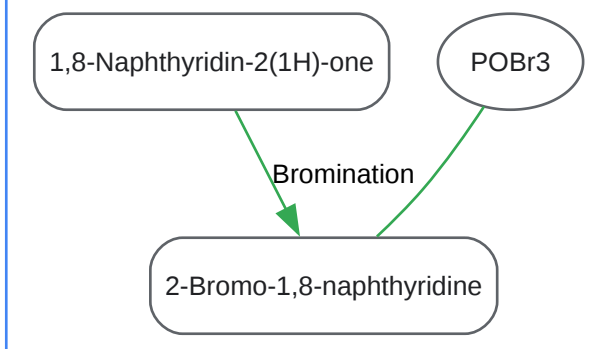 1,8-Naphthyridin-2(1H)-one
POBr3
Bromination
2-Bromo-1,8-naphthyridine